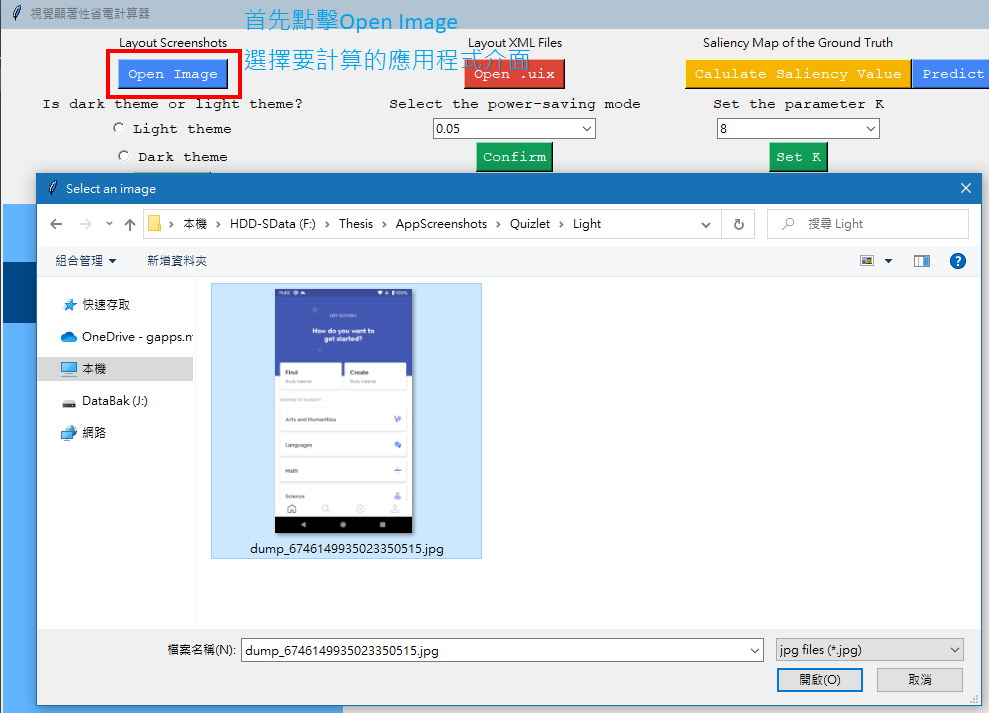 視覺顯著性省電計算器
首先點擊Open Image
選擇要計算的應用程式介面
Layout Screenshots
Layout XML Files
Saliency Map of the Ground Truth
Open Image
Open .uix
Calulate Saliency Value
Predict
Is dark theme or light theme?
Select the power-saving mode
Set the parameter K
Light theme
0.05
8
Dark theme
Confirm
Set K
Select an image
本機 › HDD-SData (F:) › Thesis › AppScreenshots › Quizlet › Light
搜尋 Light
組合管理
新增資料夾
快速存取
OneDrive - gapps.n
本機
DataBak (J:)
網路
How do you want to
get started?
Find
Study material
Create
Study material
BROWSE BY SUBJECT
Arts and Humanities
Languages
Math
Science
dump_6746149935023350515.jpg
檔案名稱(N):
dump_6746149935023350515.jpg
jpg files (*.jpg)
開啟(O)
取消